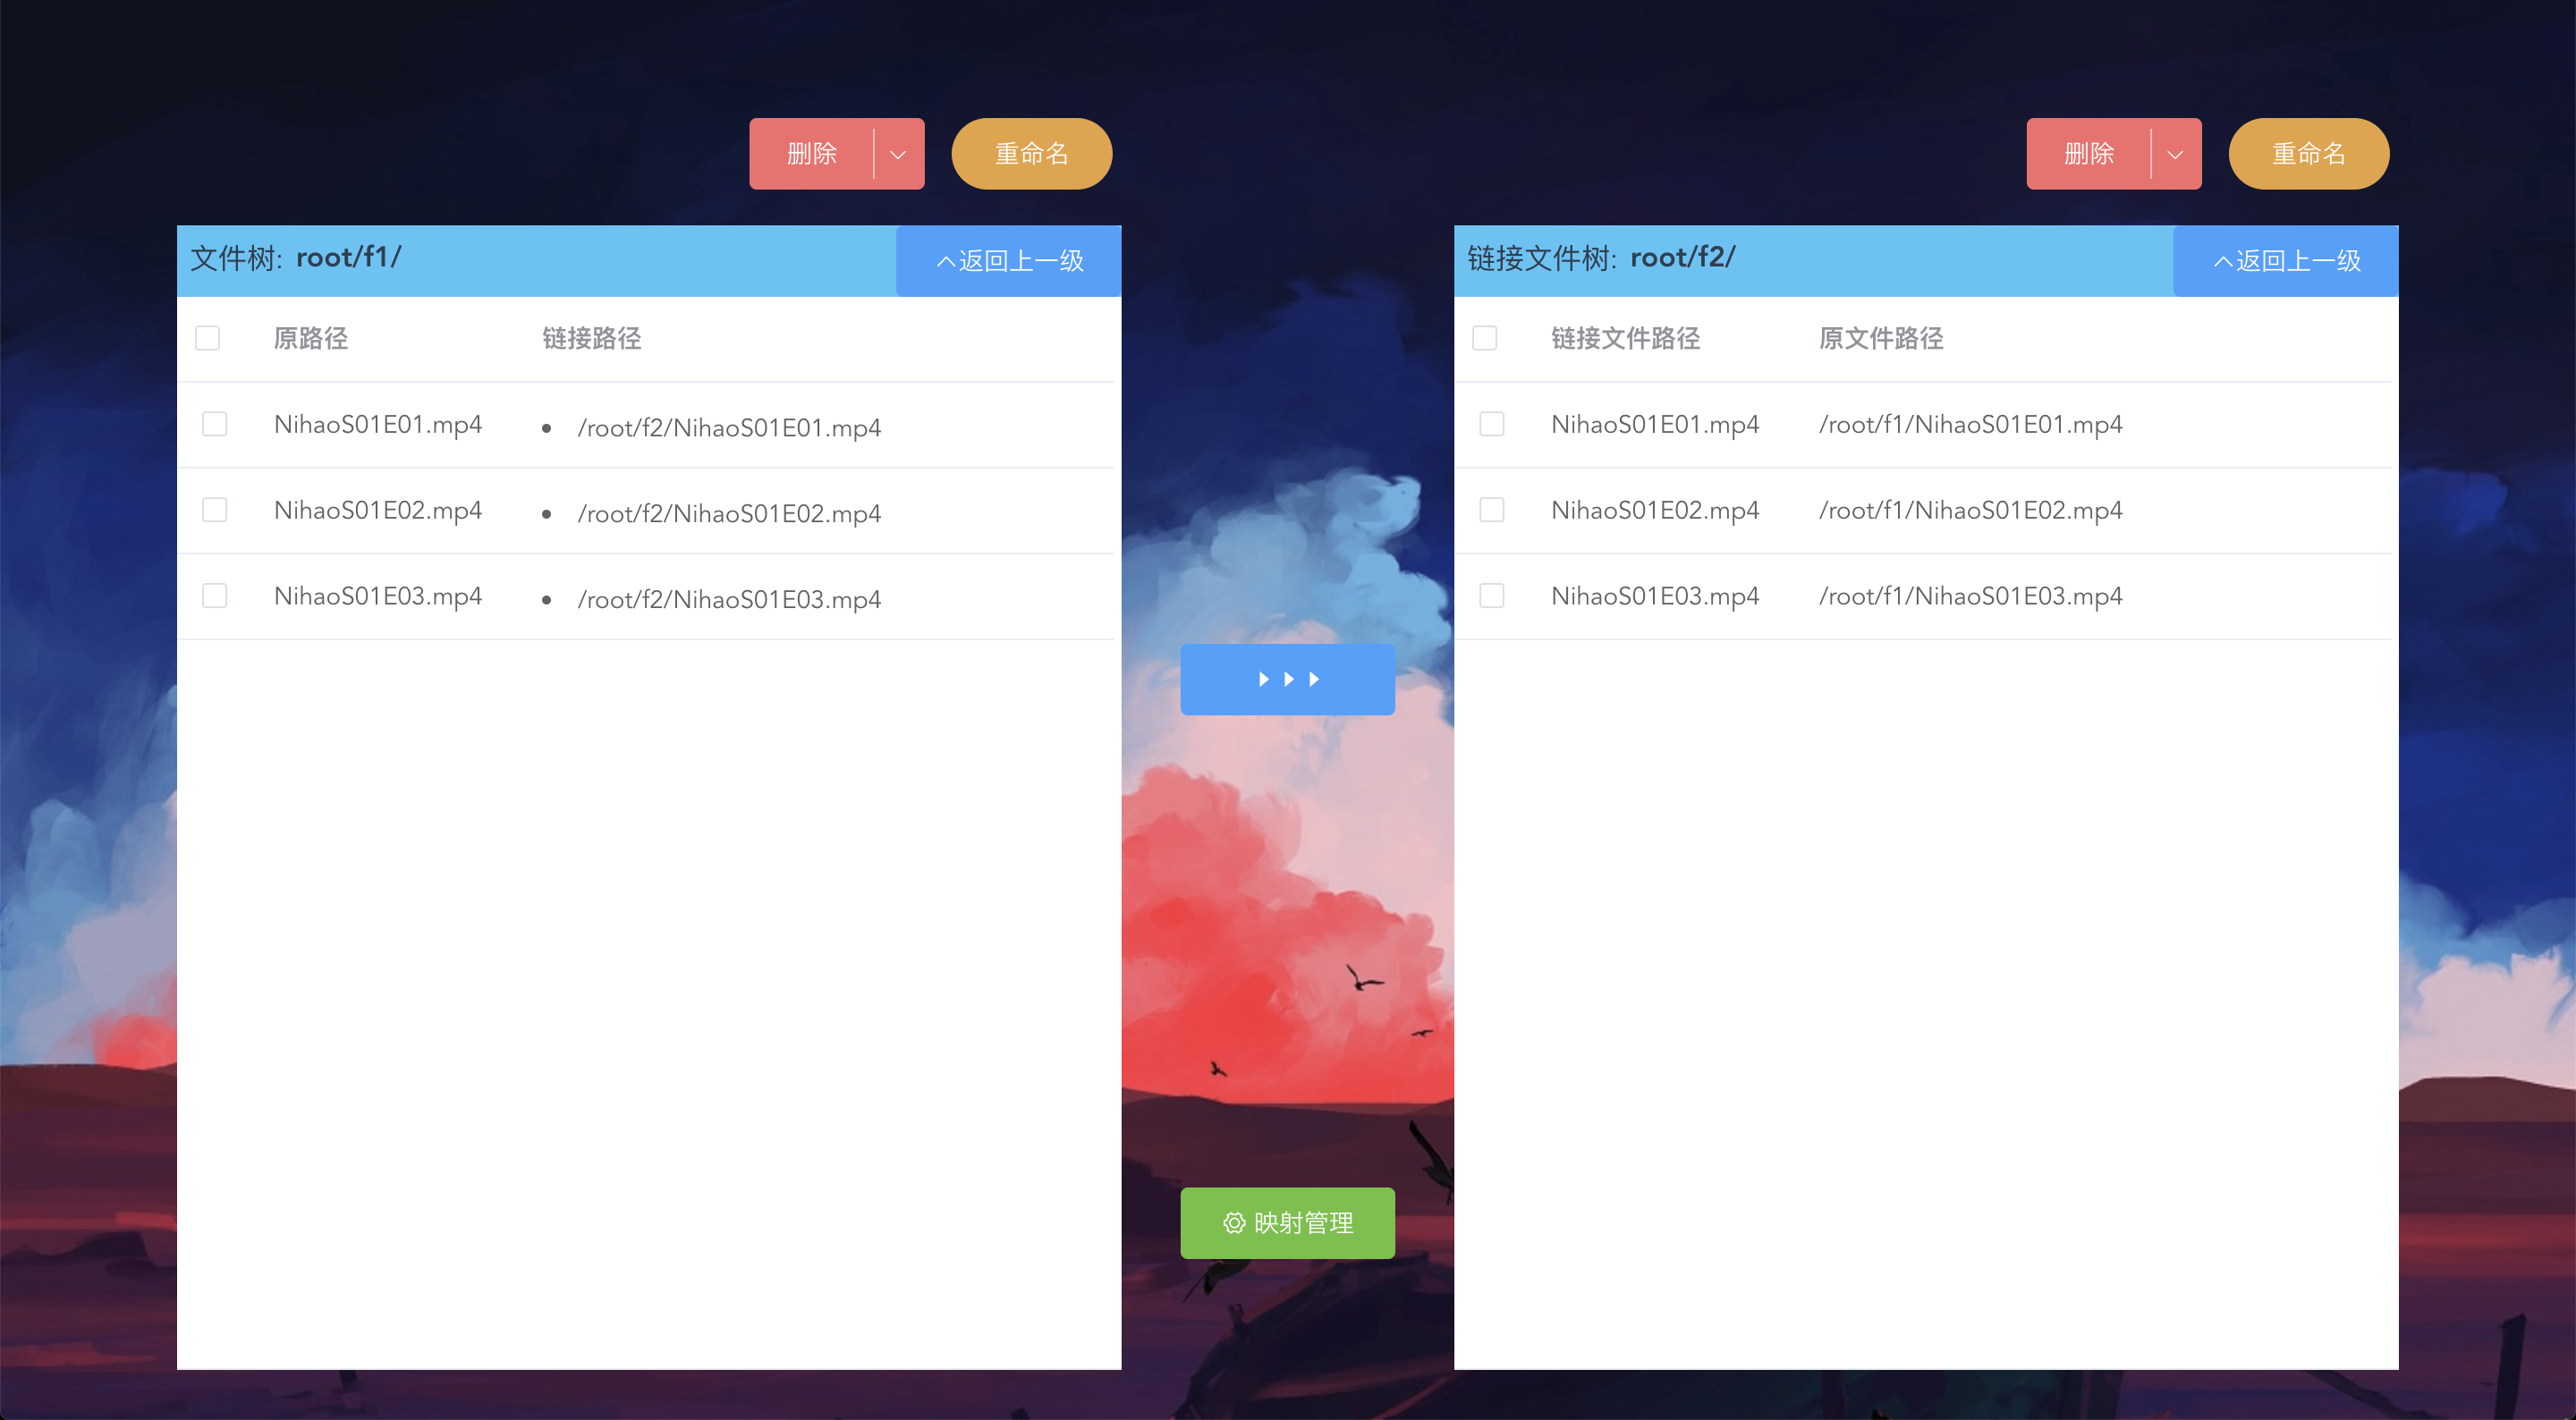 删除 重命名 删除 重命名
文件树: root/f1/ 返回上一级
原路径 链接路径
NihaoS01E01.mp4 • /root/f2/NihaoS01E01.mp4
NihaoS01E02.mp4 • /root/f2/NihaoS01E02.mp4
NihaoS01E03.mp4 • /root/f2/NihaoS01E03.mp4
映射管理
链接文件树: root/f2/ 返回上一级
链接文件路径 原文件路径
NihaoS01E01.mp4 /root/f1/NihaoS01E01.mp4
NihaoS01E02.mp4 /root/f1/NihaoS01E02.mp4
NihaoS01E03.mp4 /root/f1/NihaoS01E03.mp4